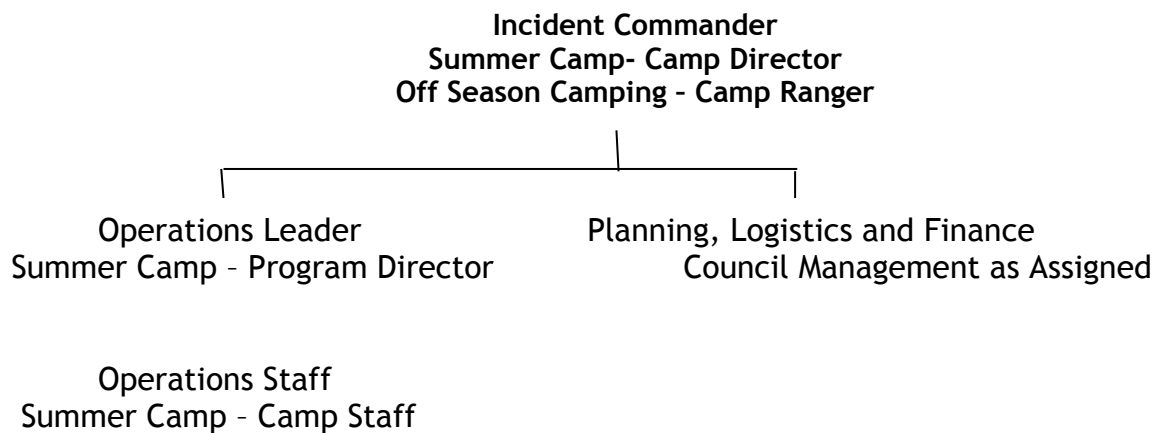 Incident Commander
Summer Camp- Camp Director
Off Season Camping – Camp Ranger
Operations Leader
Summer Camp – Program Director
Planning, Logistics and Finance
Council Management as Assigned
Operations Staff
Summer Camp – Camp Staff